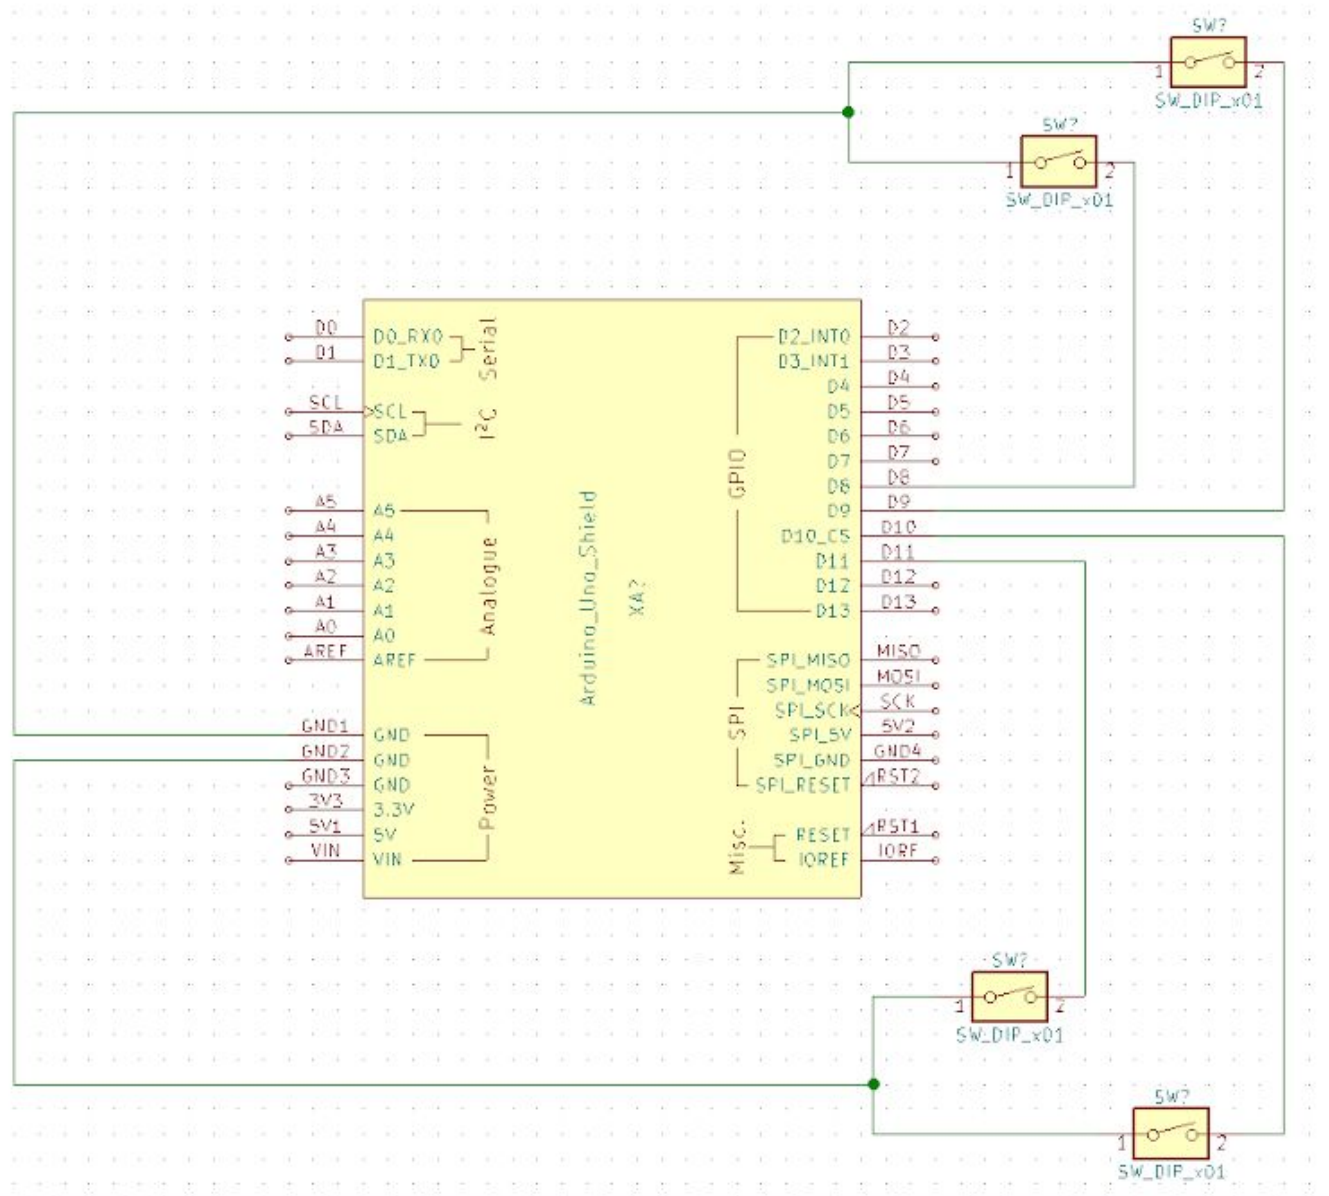 SW?
1 2
SW_DIP_x01
SW?
1 2
SW_DIP_x01
D0 D0_RX0
D1 D1_TX0
Serial
SCL SCL
SDA SDA
I²C
A5 A5
A4 A4
A3 A3
A2 A2
A1 A1
A0 A0
AREF AREF
Analogue
GND1 GND
GND2 GND
GND3 GND
3V3 3.3V
5V1 5V
VIN VIN
Power
Arduino_Uno_Shield
XA?
D2_INT0 D2
D3_INT1 D3
D4 D4
D5 D5
D6 D6
D7 D7
D8 D8
D9 D9
D10_CS D10
D11 D11
D12 D12
D13 D13
GPIO
SPI_MISO MISO
SPI_MOSI MOSI
SPI_SCK SCK
SPI_5V 5V2
SPI_GND GND4
SPI_RESET RST2
SPI
RESET RST1
IOREF IORF
Misc.
SW?
1 2
SW_DIP_x01
SW?
1 2
SW_DIP_x01